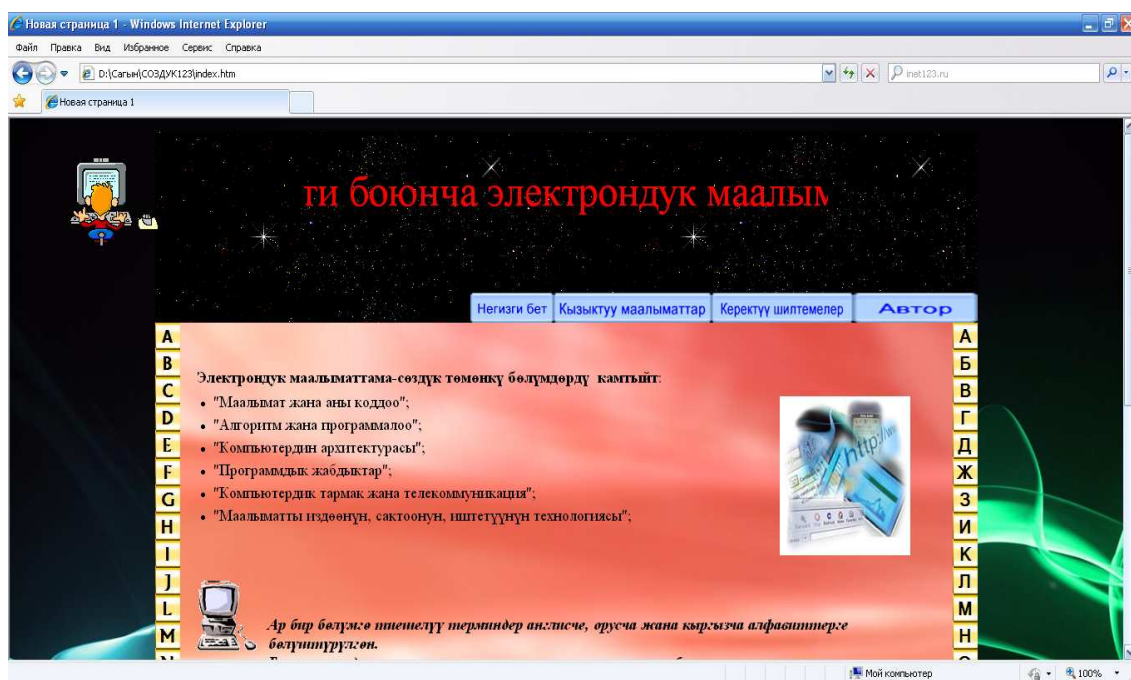 Новая страница 1 - Windows Internet Explorer
Файл Правка Вид Избранное Сервис Справка
D:\Сагын\СОЗДУК123\index.htm inet123.ru
Новая страница 1
ги боюнча электрондук маалым
Негизги бет Кызыктуу маалыматтар Керектүү шилтемелер Автор
A
B
C
D
E
F
G
H
I
J
L
M
Электрондук маалыматтама-сөздүк төмөнкү бөлүмдөрдү камтыйт:
• "Маалымат жана аны коддоо";
• "Алгоритм жана программалоо";
• "Компьютердин архитектурасы";
• "Программдык жабдыктар";
• "Компьютердик тармак жана телекоммуникация";
• "Маалыматты издөөнүн, сактоонун, иштетүүнүн технологиясы";
http://
Ар бир бөлүмгө тиешелүү терминдер англисче, орусча жана кыргызча алфавиттерге
бөлүштүрүлгөн.
А
Б
В
Г
Д
Ж
З
И
К
Л
М
Н
Мой компьютер 100%